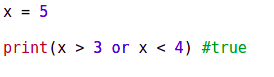 x = 5
print(x > 3 or x < 4) #true